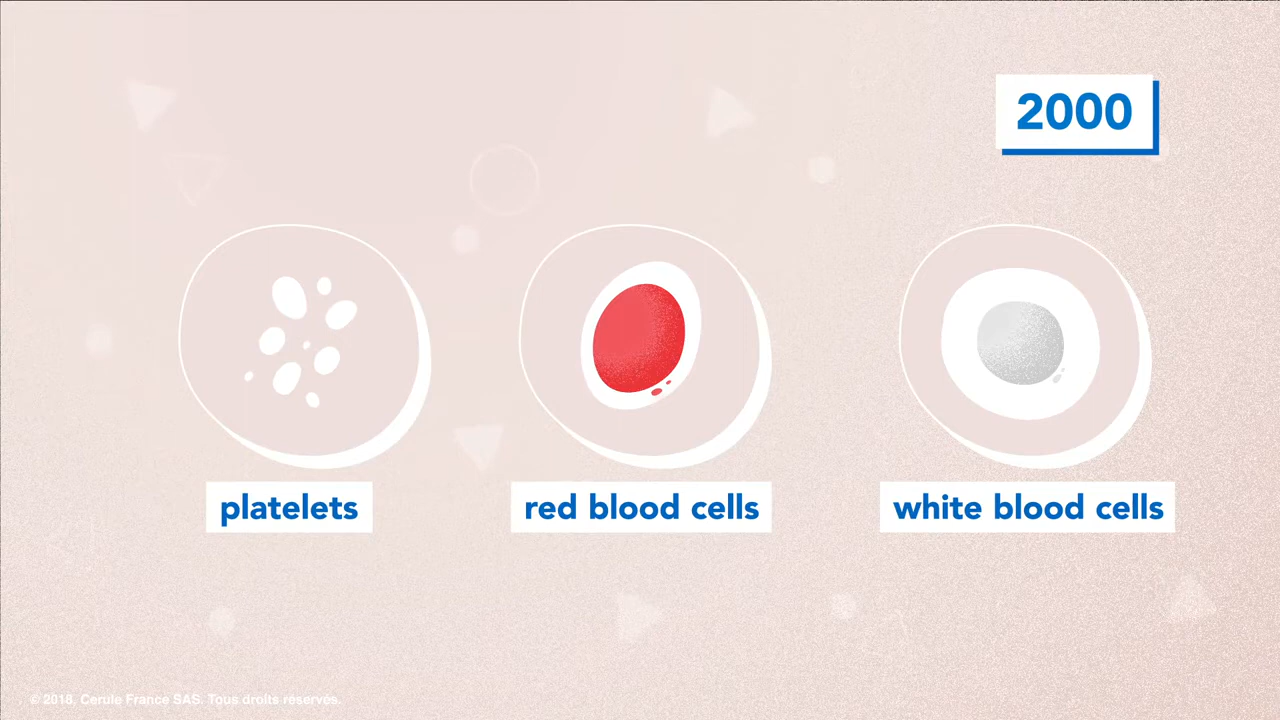 2000
platelets
red blood cells
white blood cells
© 2018, Cerule France SAS. Tous droits réservés.